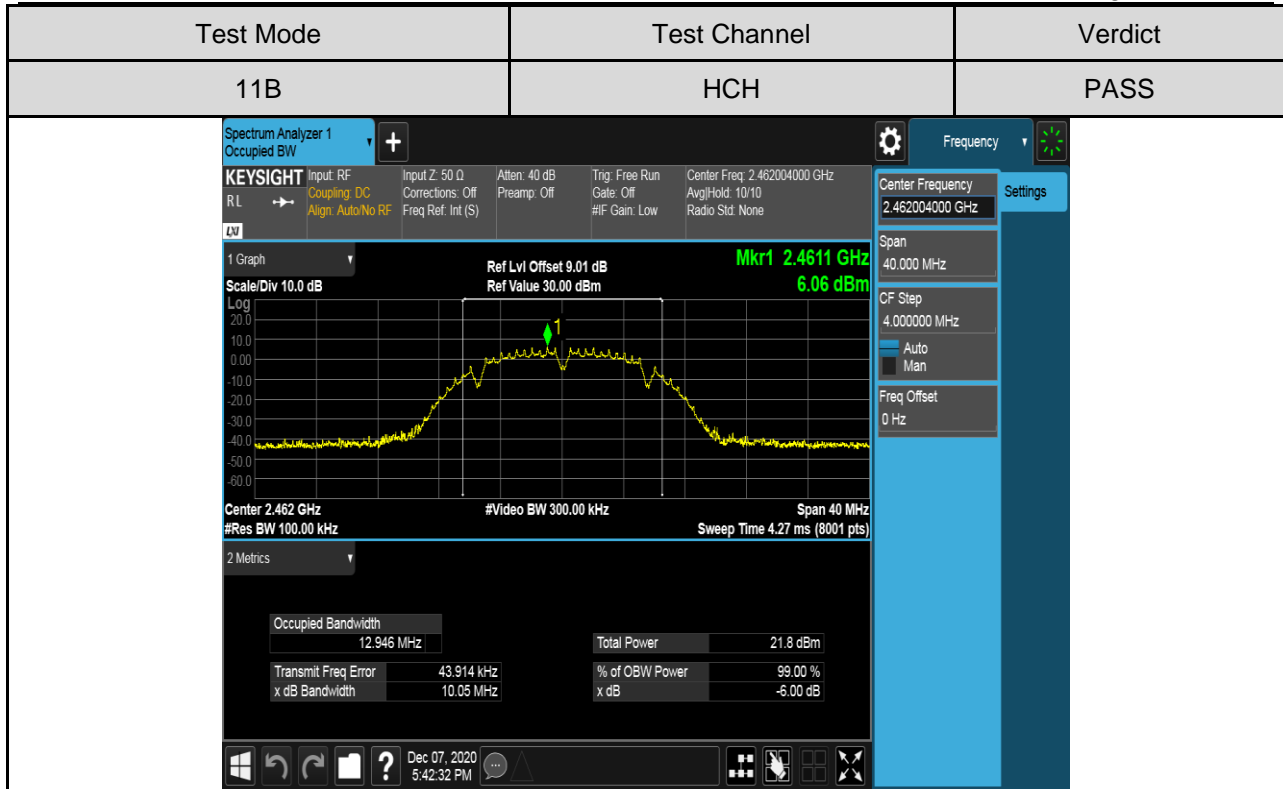 Test Mode Test Channel Verdict
11B HCH PASS
Spectrum Analyzer 1
Occupied BW
+
Frequency
KEYSIGHT Input: RF Input Z: 50 Ω Atten: 40 dB Trig: Free Run Center Freq: 2.462004000 GHz
RL Coupling: DC Corrections: Off Preamp: Off Gate: Off Avg|Hold: 10/10
Align: Auto/No RF Freq Ref: Int (S) #IF Gain: Low Radio Std: None
LXI
Center Frequency
2.462004000 GHz
Settings
Span
40.000 MHz
CF Step
4.000000 MHz
Auto
Man
Freq Offset
0 Hz
1 Graph
Ref Lvl Offset 9.01 dB
Mkr1 2.4611 GHz
Scale/Div 10.0 dB
Ref Value 30.00 dBm
6.06 dBm
Log
20.0
10.0
0.00
-10.0
-20.0
-30.0
-40.0
-50.0
-60.0
1
Center 2.462 GHz #Video BW 300.00 kHz Span 40 MHz
#Res BW 100.00 kHz Sweep Time 4.27 ms (8001 pts)
2 Metrics
Occupied Bandwidth
12.946 MHz Total Power 21.8 dBm
Transmit Freq Error 43.914 kHz % of OBW Power 99.00 %
x dB Bandwidth 10.05 MHz x dB -6.00 dB
? Dec 07, 2020
5:42:32 PM